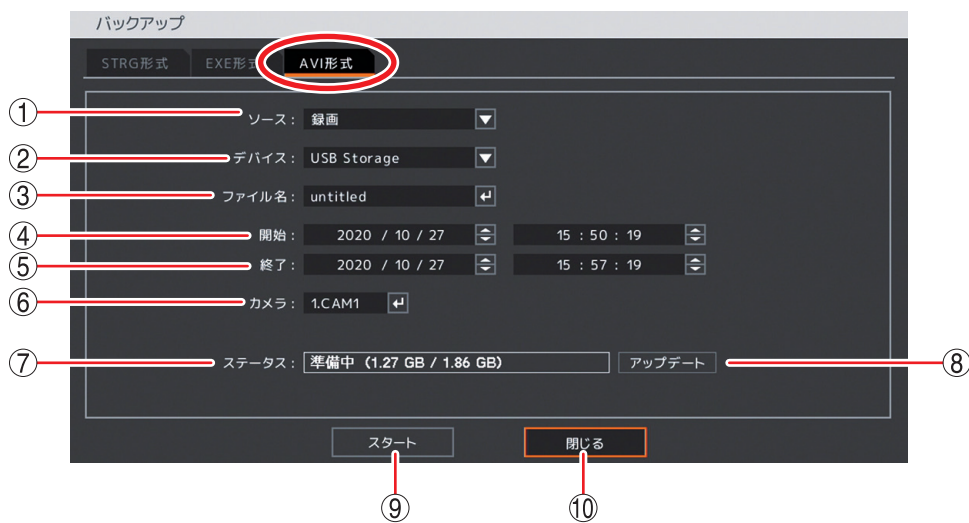 バックアップ
STRG形式 EXE形式 AVI形式
① ソース: 録画
② デバイス: USB Storage
③ ファイル名: untitled
④ 開始: 2020 / 10 / 27 15 : 50 : 19
⑤ 終了: 2020 / 10 / 27 15 : 57 : 19
⑥ カメラ: 1.CAM1
⑦ ステータス: 準備中 (1.27 GB / 1.86 GB) アップデート ⑧
スタート 閉じる
⑨ ⑩